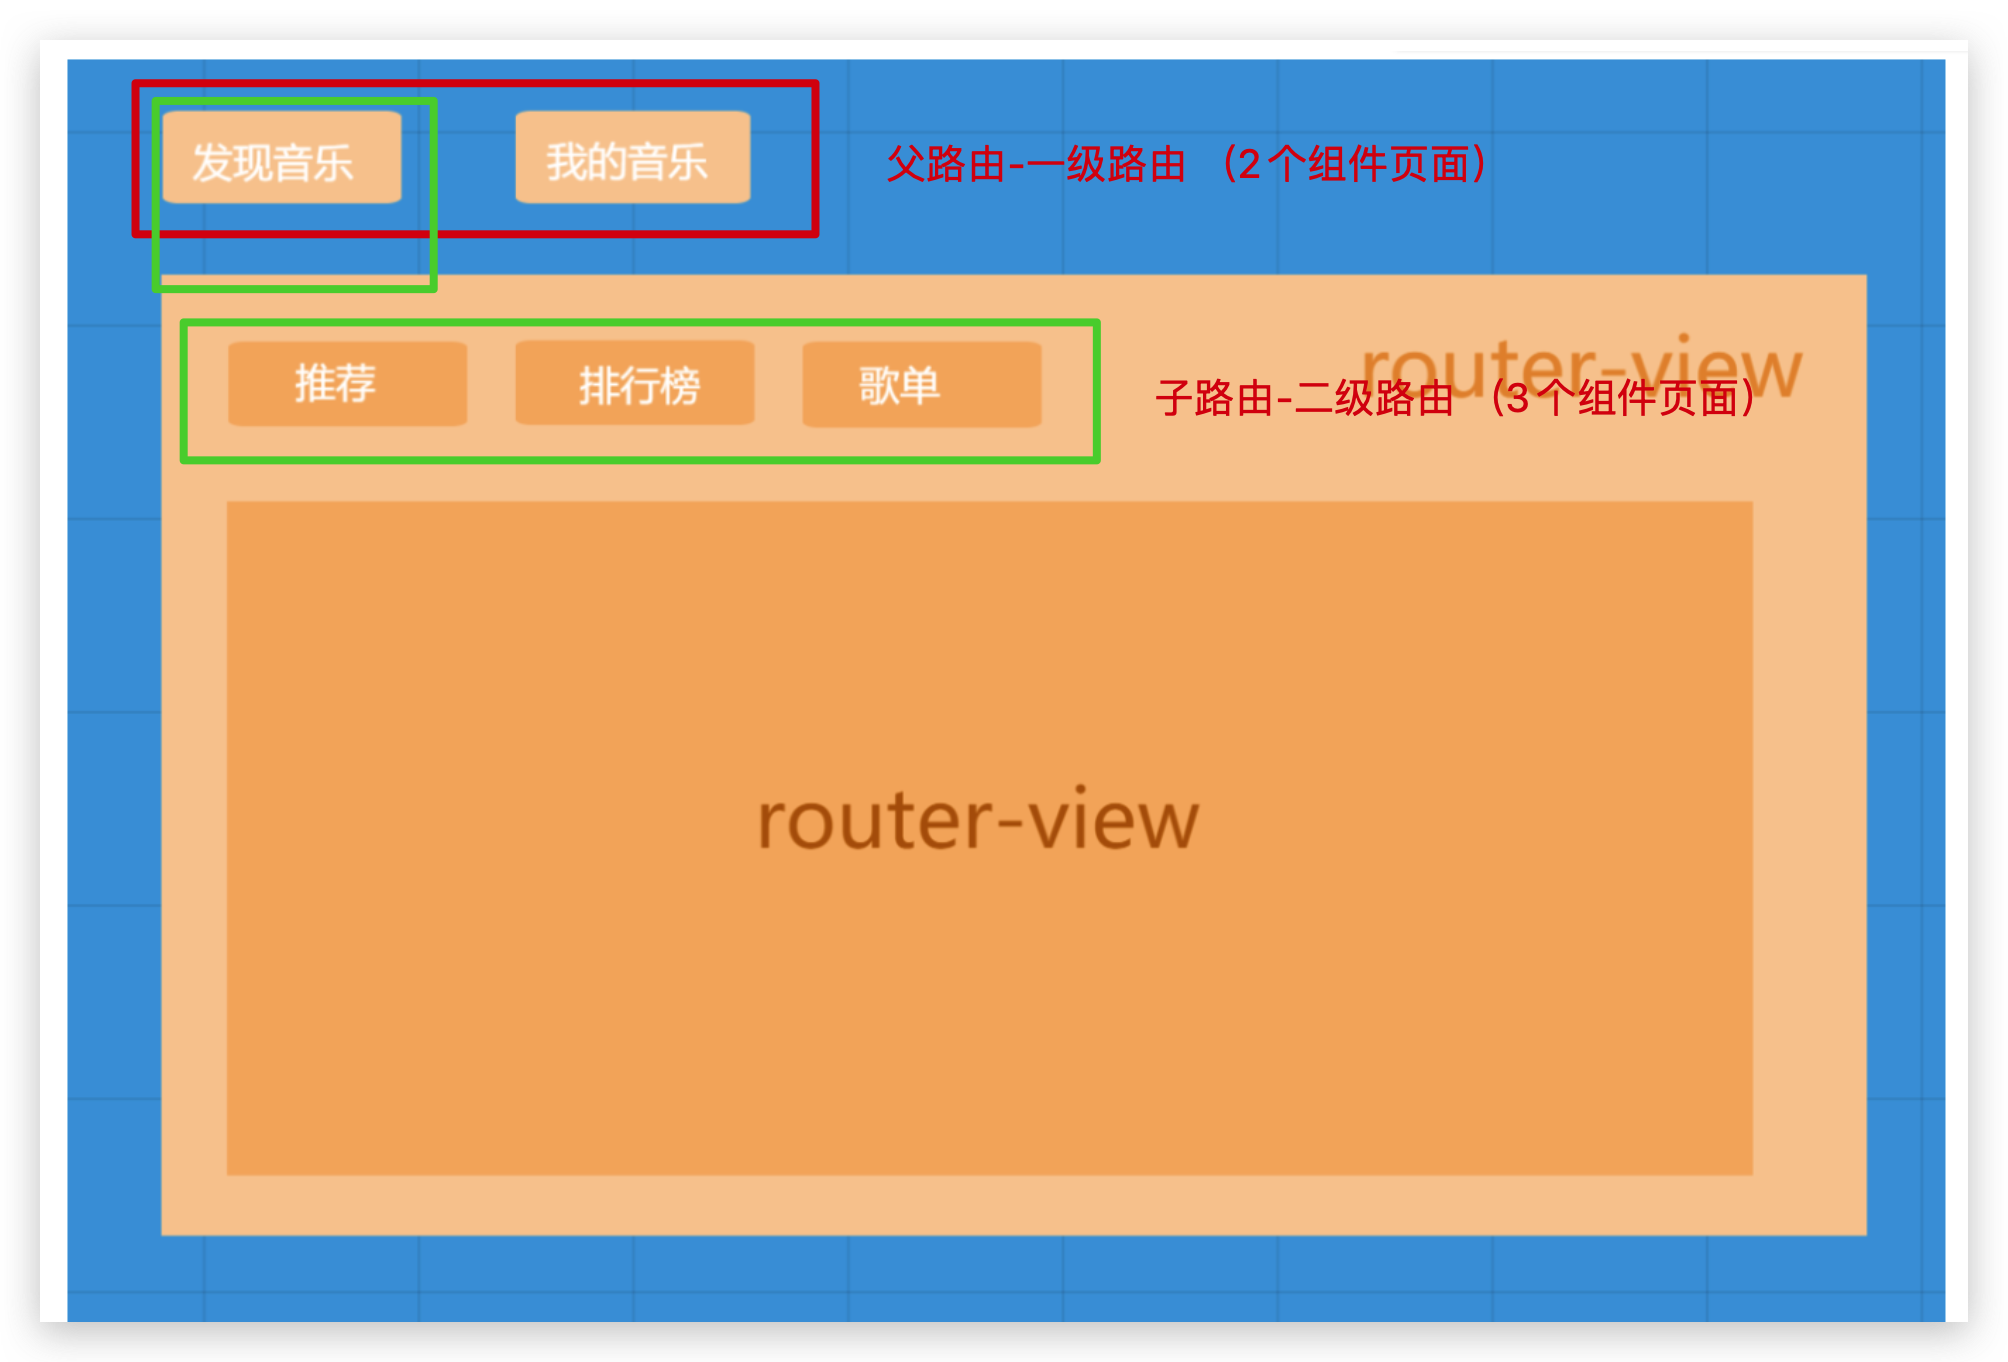 发现音乐 我的音乐 父路由-一级路由 （2个组件页面）
router-view
推荐 排行榜 歌单 子路由-二级路由 （3个组件页面）
router-view